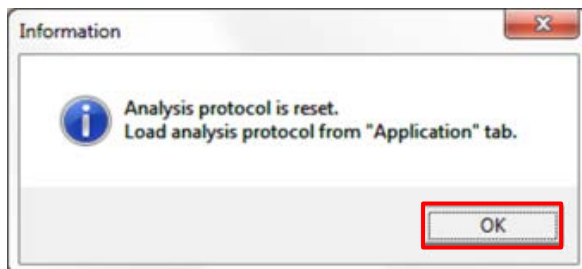 Information
Analysis protocol is reset.
Load analysis protocol from "Application" tab.
OK